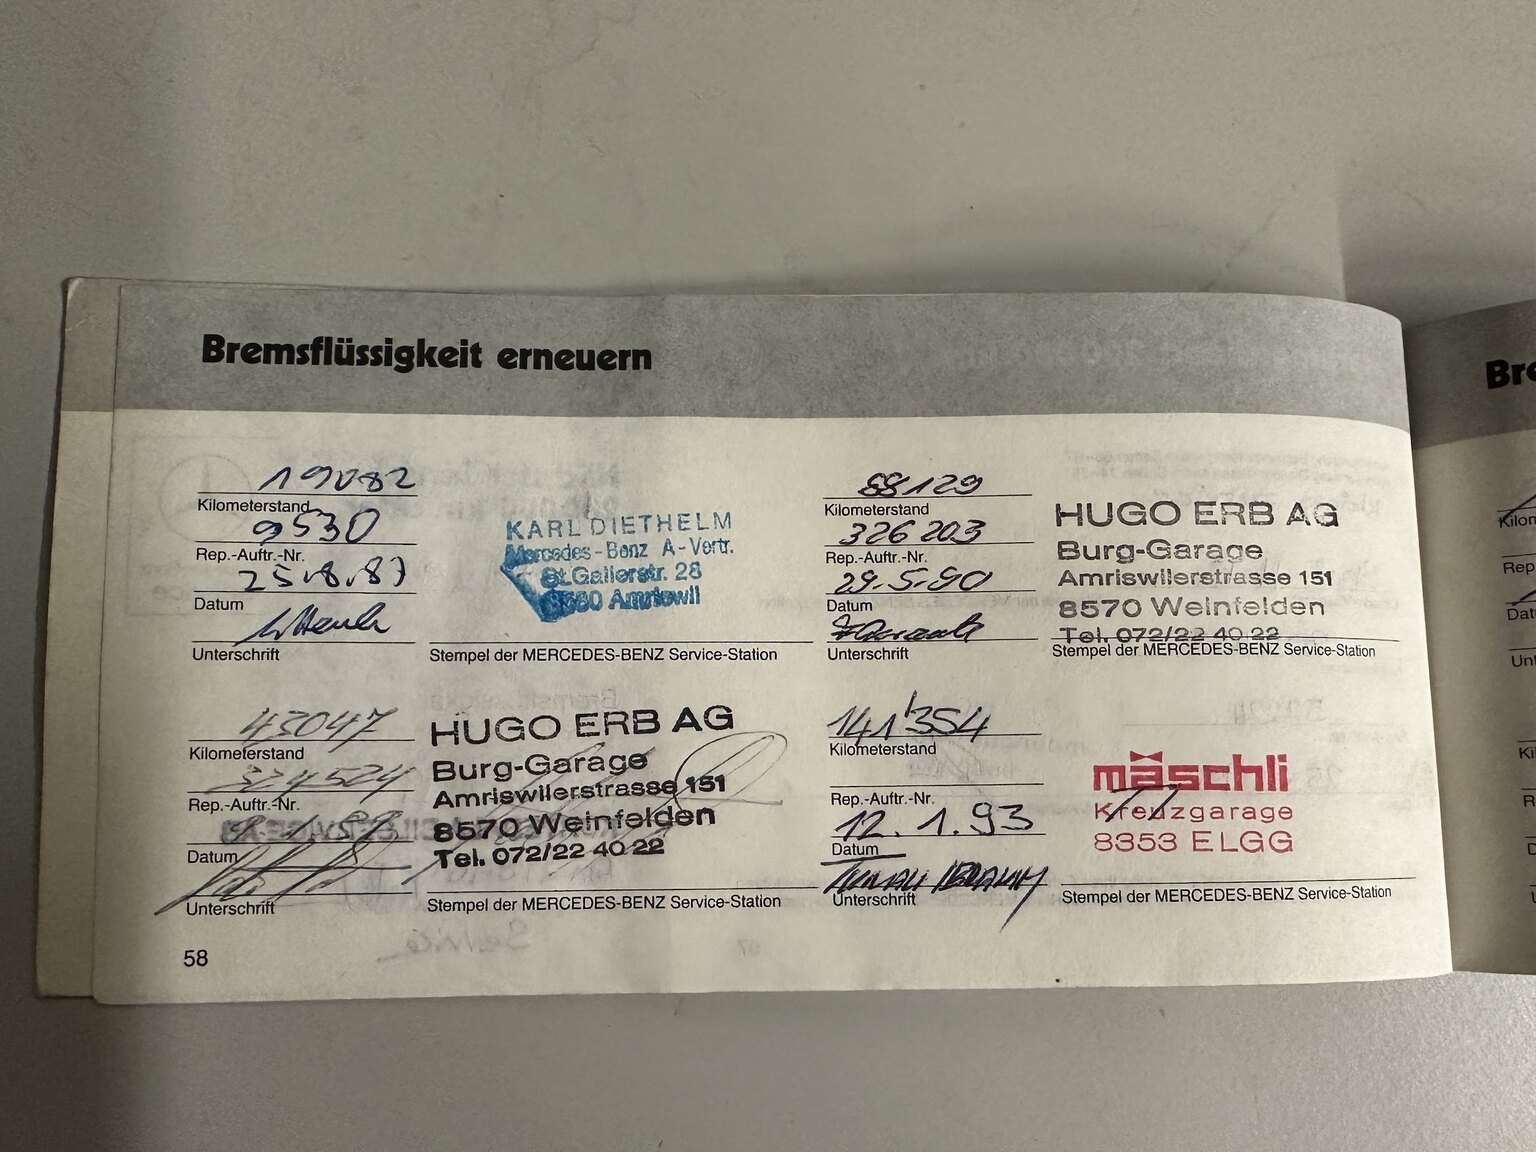 Bremsflüssigkeit erneuern
19082
Kilometerstand
9530
Rep.-Auftr.-Nr.
25.8.87
Datum
Unterschrift
KARL DIETHELM
Mercedes-Benz A-Vertr.
St.Gallerstr. 28
8580 Amriswil
Stempel der MERCEDES-BENZ Service-Station
88129
Kilometerstand
326203
Rep.-Auftr.-Nr.
29.5.90
Datum
Unterschrift
HUGO ERB AG
Burg-Garage
Amriswilerstrasse 151
8570 Weinfelden
Tel. 072/22 40 22
Stempel der MERCEDES-BENZ Service-Station
43047
Kilometerstand
324524
Rep.-Auftr.-Nr.
Datum
Unterschrift
HUGO ERB AG
Burg-Garage
Amriswilerstrasse 151
8570 Weinfelden
Tel. 072/22 40 22
Stempel der MERCEDES-BENZ Service-Station
141'354
Kilometerstand
Rep.-Auftr.-Nr.
12.1.93
Datum
Unterschrift
mäschli
Kreuzgarage
8353 ELGG
Stempel der MERCEDES-BENZ Service-Station
58